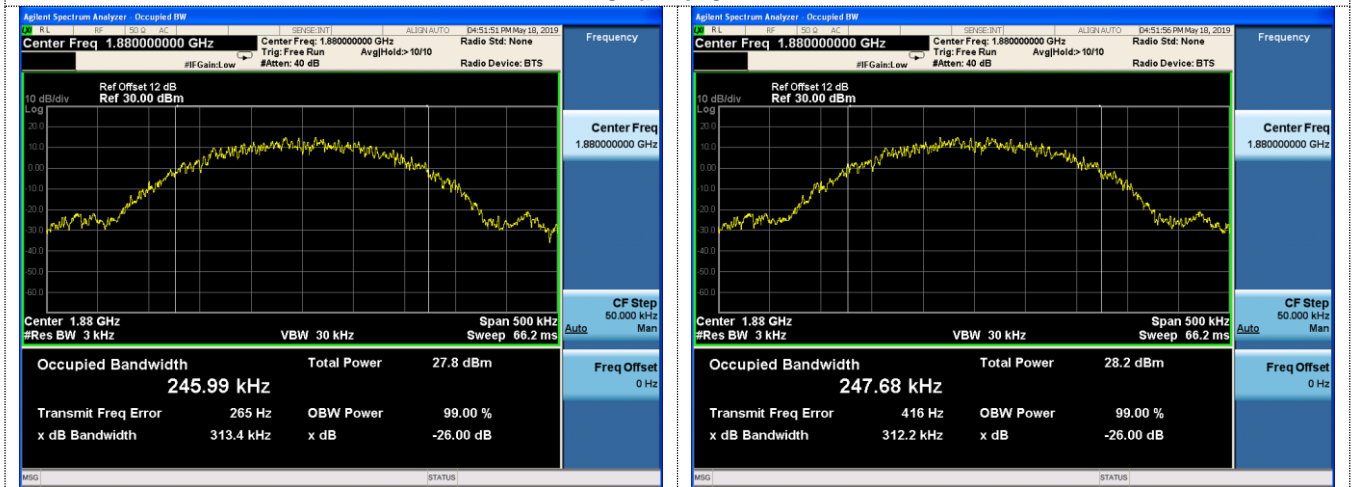 Agilent Spectrum Analyzer - Occupied BW
RL RF 50 Ω AC SENSE:INT ALIGN AUTO 04:51:51 PM May 18, 2019
Center Freq 1.880000000 GHz Center Freq: 1.880000000 GHz Radio Std: None Frequency
Trig: Free Run Avg|Hold:> 10/10
#IFGain:Low #Atten: 40 dB Radio Device: BTS
Ref Offset 12 dB
10 dB/div Ref 30.00 dBm
Log
20.0
10.0
0.00
-10.0
-20.0
-30.0
-40.0
-50.0
-60.0
Center Freq
1.880000000 GHz
Center 1.88 GHz Span 500 kHz
#Res BW 3 kHz VBW 30 kHz Sweep 66.2 ms
CF Step
50.000 kHz
Auto Man
Occupied Bandwidth Total Power 27.8 dBm
245.99 kHz
Transmit Freq Error 265 Hz OBW Power 99.00 %
x dB Bandwidth 313.4 kHz x dB -26.00 dB
Freq Offset
0 Hz
MSG STATUS
Agilent Spectrum Analyzer - Occupied BW
RL RF 50 Ω AC SENSE:INT ALIGN AUTO 04:51:56 PM May 18, 2019
Center Freq 1.880000000 GHz Center Freq: 1.880000000 GHz Radio Std: None Frequency
Trig: Free Run Avg|Hold:> 10/10
#IFGain:Low #Atten: 40 dB Radio Device: BTS
Ref Offset 12 dB
10 dB/div Ref 30.00 dBm
Log
20.0
10.0
0.00
-10.0
-20.0
-30.0
-40.0
-50.0
-60.0
Center Freq
1.880000000 GHz
Center 1.88 GHz Span 500 kHz
#Res BW 3 kHz VBW 30 kHz Sweep 66.2 ms
CF Step
50.000 kHz
Auto Man
Occupied Bandwidth Total Power 28.2 dBm
247.68 kHz
Transmit Freq Error 416 Hz OBW Power 99.00 %
x dB Bandwidth 312.2 kHz x dB -26.00 dB
Freq Offset
0 Hz
MSG STATUS